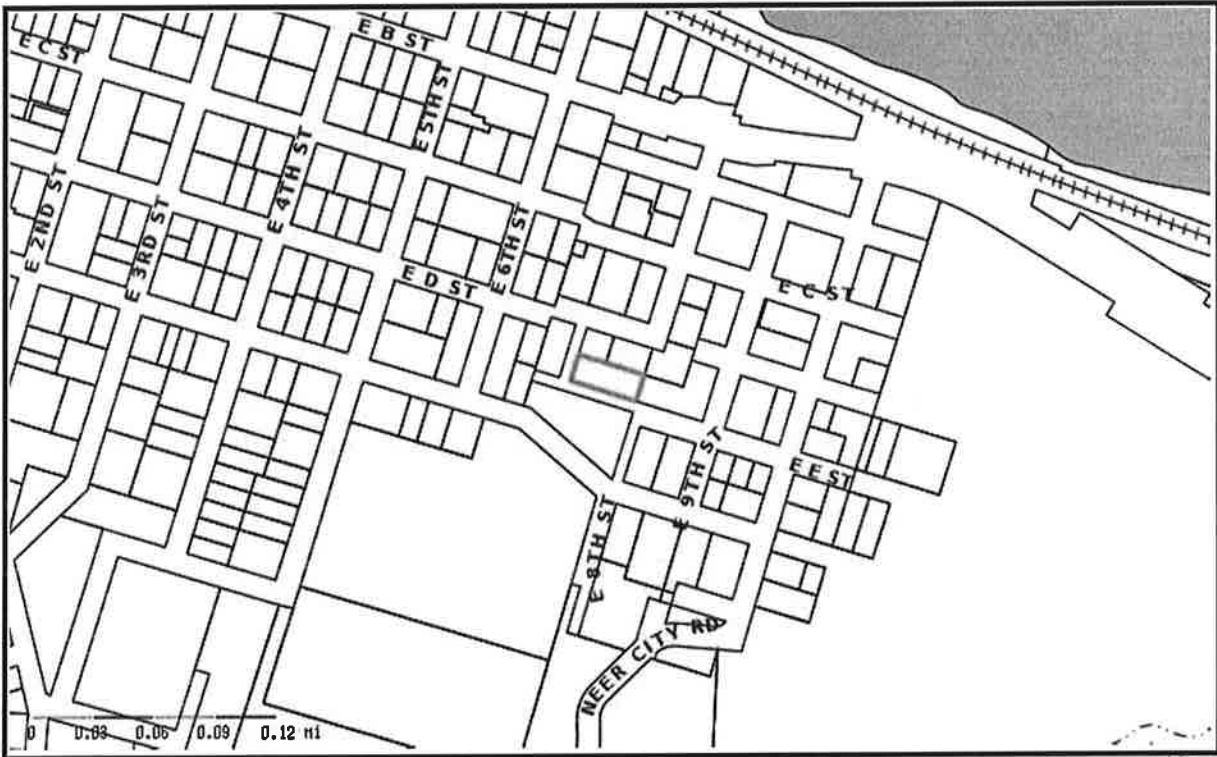 E C ST
E B ST
E 5TH ST
E 4TH ST
E 2ND ST
E 3RD ST
E 6TH ST
E D ST
E C ST
E 9TH ST
E E ST
E 8TH ST
NEER CITY RD
0 0.03 0.06 0.09 0.12 mi